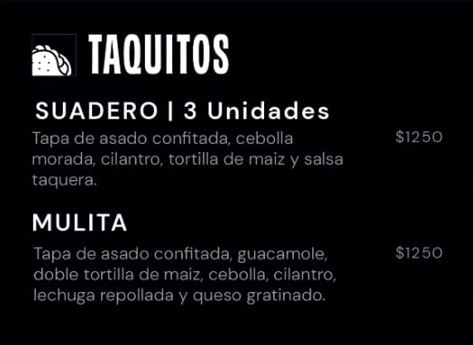 TAQUITOS
SUADERO | 3 Unidades
Tapa de asado confitada, cebolla
morada, cilantro, tortilla de maiz y salsa
taquera.
$1250
MULITA
Tapa de asado confitada, guacamole,
doble tortilla de maiz, cebolla, cilantro,
lechuga repollada y queso gratinado.
$1250